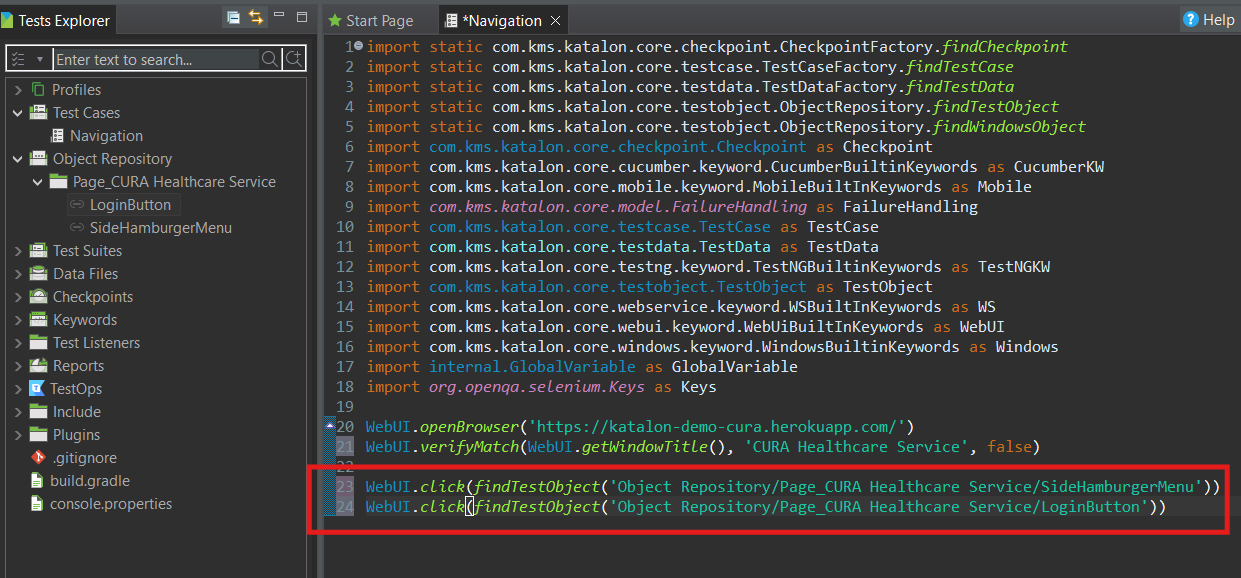 Tests Explorer
Enter text to search...
Profiles
Test Cases
Navigation
Object Repository
Page_CURA Healthcare Service
LoginButton
SideHamburgerMenu
Test Suites
Data Files
Checkpoints
Keywords
Test Listeners
Reports
TestOps
Include
Plugins
.gitignore
build.gradle
console.properties
Start Page
*Navigation
Help
1 import static com.kms.katalon.core.checkpoint.CheckpointFactory.findCheckpoint
2 import static com.kms.katalon.core.testcase.TestCaseFactory.findTestCase
3 import static com.kms.katalon.core.testdata.TestDataFactory.findTestData
4 import static com.kms.katalon.core.testobject.ObjectRepository.findTestObject
5 import static com.kms.katalon.core.testobject.ObjectRepository.findWindowsObject
6 import com.kms.katalon.core.checkpoint.Checkpoint as Checkpoint
7 import com.kms.katalon.core.cucumber.keyword.CucumberBuiltinKeywords as CucumberKW
8 import com.kms.katalon.core.mobile.keyword.MobileBuiltInKeywords as Mobile
9 import com.kms.katalon.core.model.FailureHandling as FailureHandling
10 import com.kms.katalon.core.testcase.TestCase as TestCase
11 import com.kms.katalon.core.testdata.TestData as TestData
12 import com.kms.katalon.core.testng.keyword.TestNGBuiltinKeywords as TestNGKW
13 import com.kms.katalon.core.testobject.TestObject as TestObject
14 import com.kms.katalon.core.webservice.keyword.WSBuiltInKeywords as WS
15 import com.kms.katalon.core.webui.keyword.WebUiBuiltInKeywords as WebUI
16 import com.kms.katalon.core.windows.keyword.WindowsBuiltinKeywords as Windows
17 import internal.GlobalVariable as GlobalVariable
18 import org.openqa.selenium.Keys as Keys
19
20 WebUI.openBrowser('https://katalon-demo-cura.herokuapp.com/')
21 WebUI.verifyMatch(WebUI.getWindowTitle(), 'CURA Healthcare Service', false)
22
23 WebUI.click(findTestObject('Object Repository/Page_CURA Healthcare Service/SideHamburgerMenu'))
24 WebUI.click(findTestObject('Object Repository/Page_CURA Healthcare Service/LoginButton'))